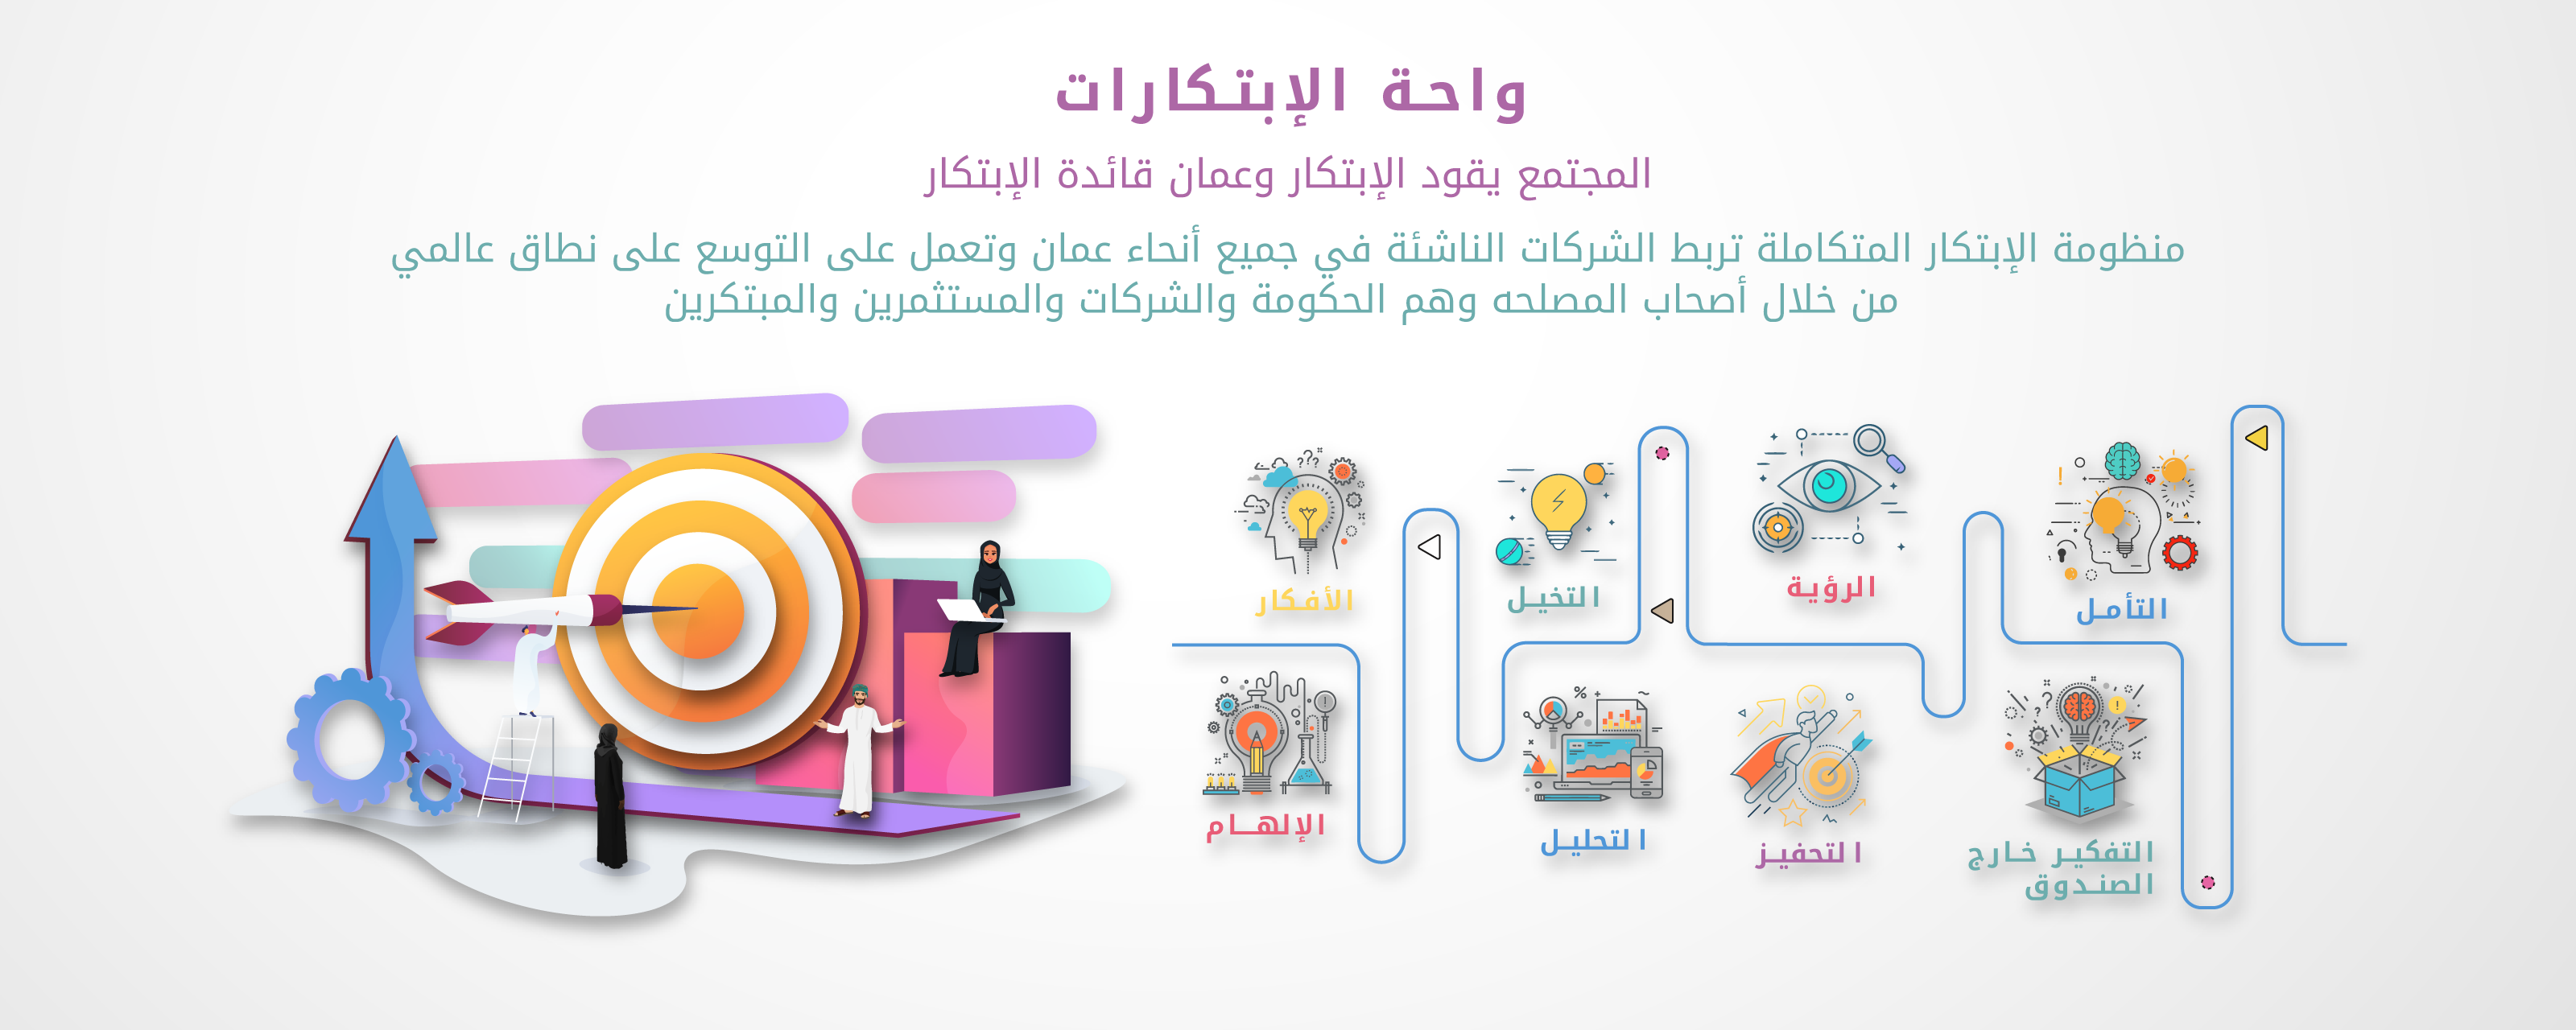 واحة الإبتكارات
المجتمع يقود الإبتكار وعمان قائدة الإبتكار
منظومة الإبتكار المتكاملة تربط الشركات الناشئة في جميع أنحاء عمان وتعمل على التوسع على نطاق عالمي
من خلال أصحاب المصلحه وهم الحكومة والشركات والمستثمرين والمبتكرين
التأمل
الرؤية
التخيل
الأفكار
التفكير خارج
الصندوق
التحفيز
التحليل
الإلهام